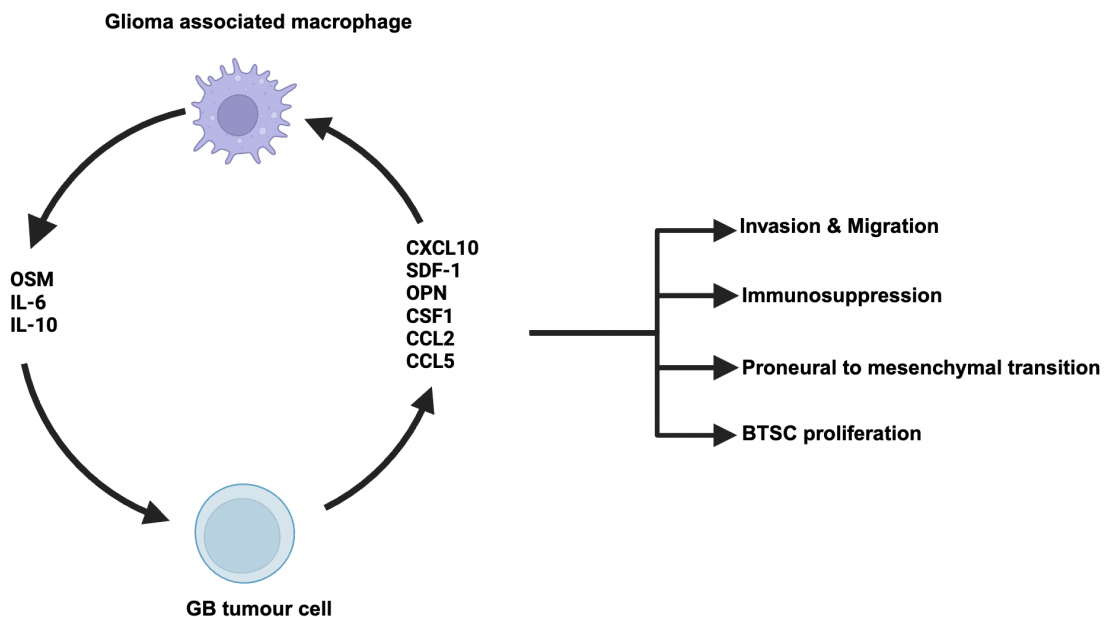 Glioma associated macrophage
OSM
IL-6
IL-10
CXCL10
SDF-1
OPN
CSF1
CCL2
CCL5
Invasion & Migration
Immunosuppression
Proneural to mesenchymal transition
BTSC proliferation
GB tumour cell